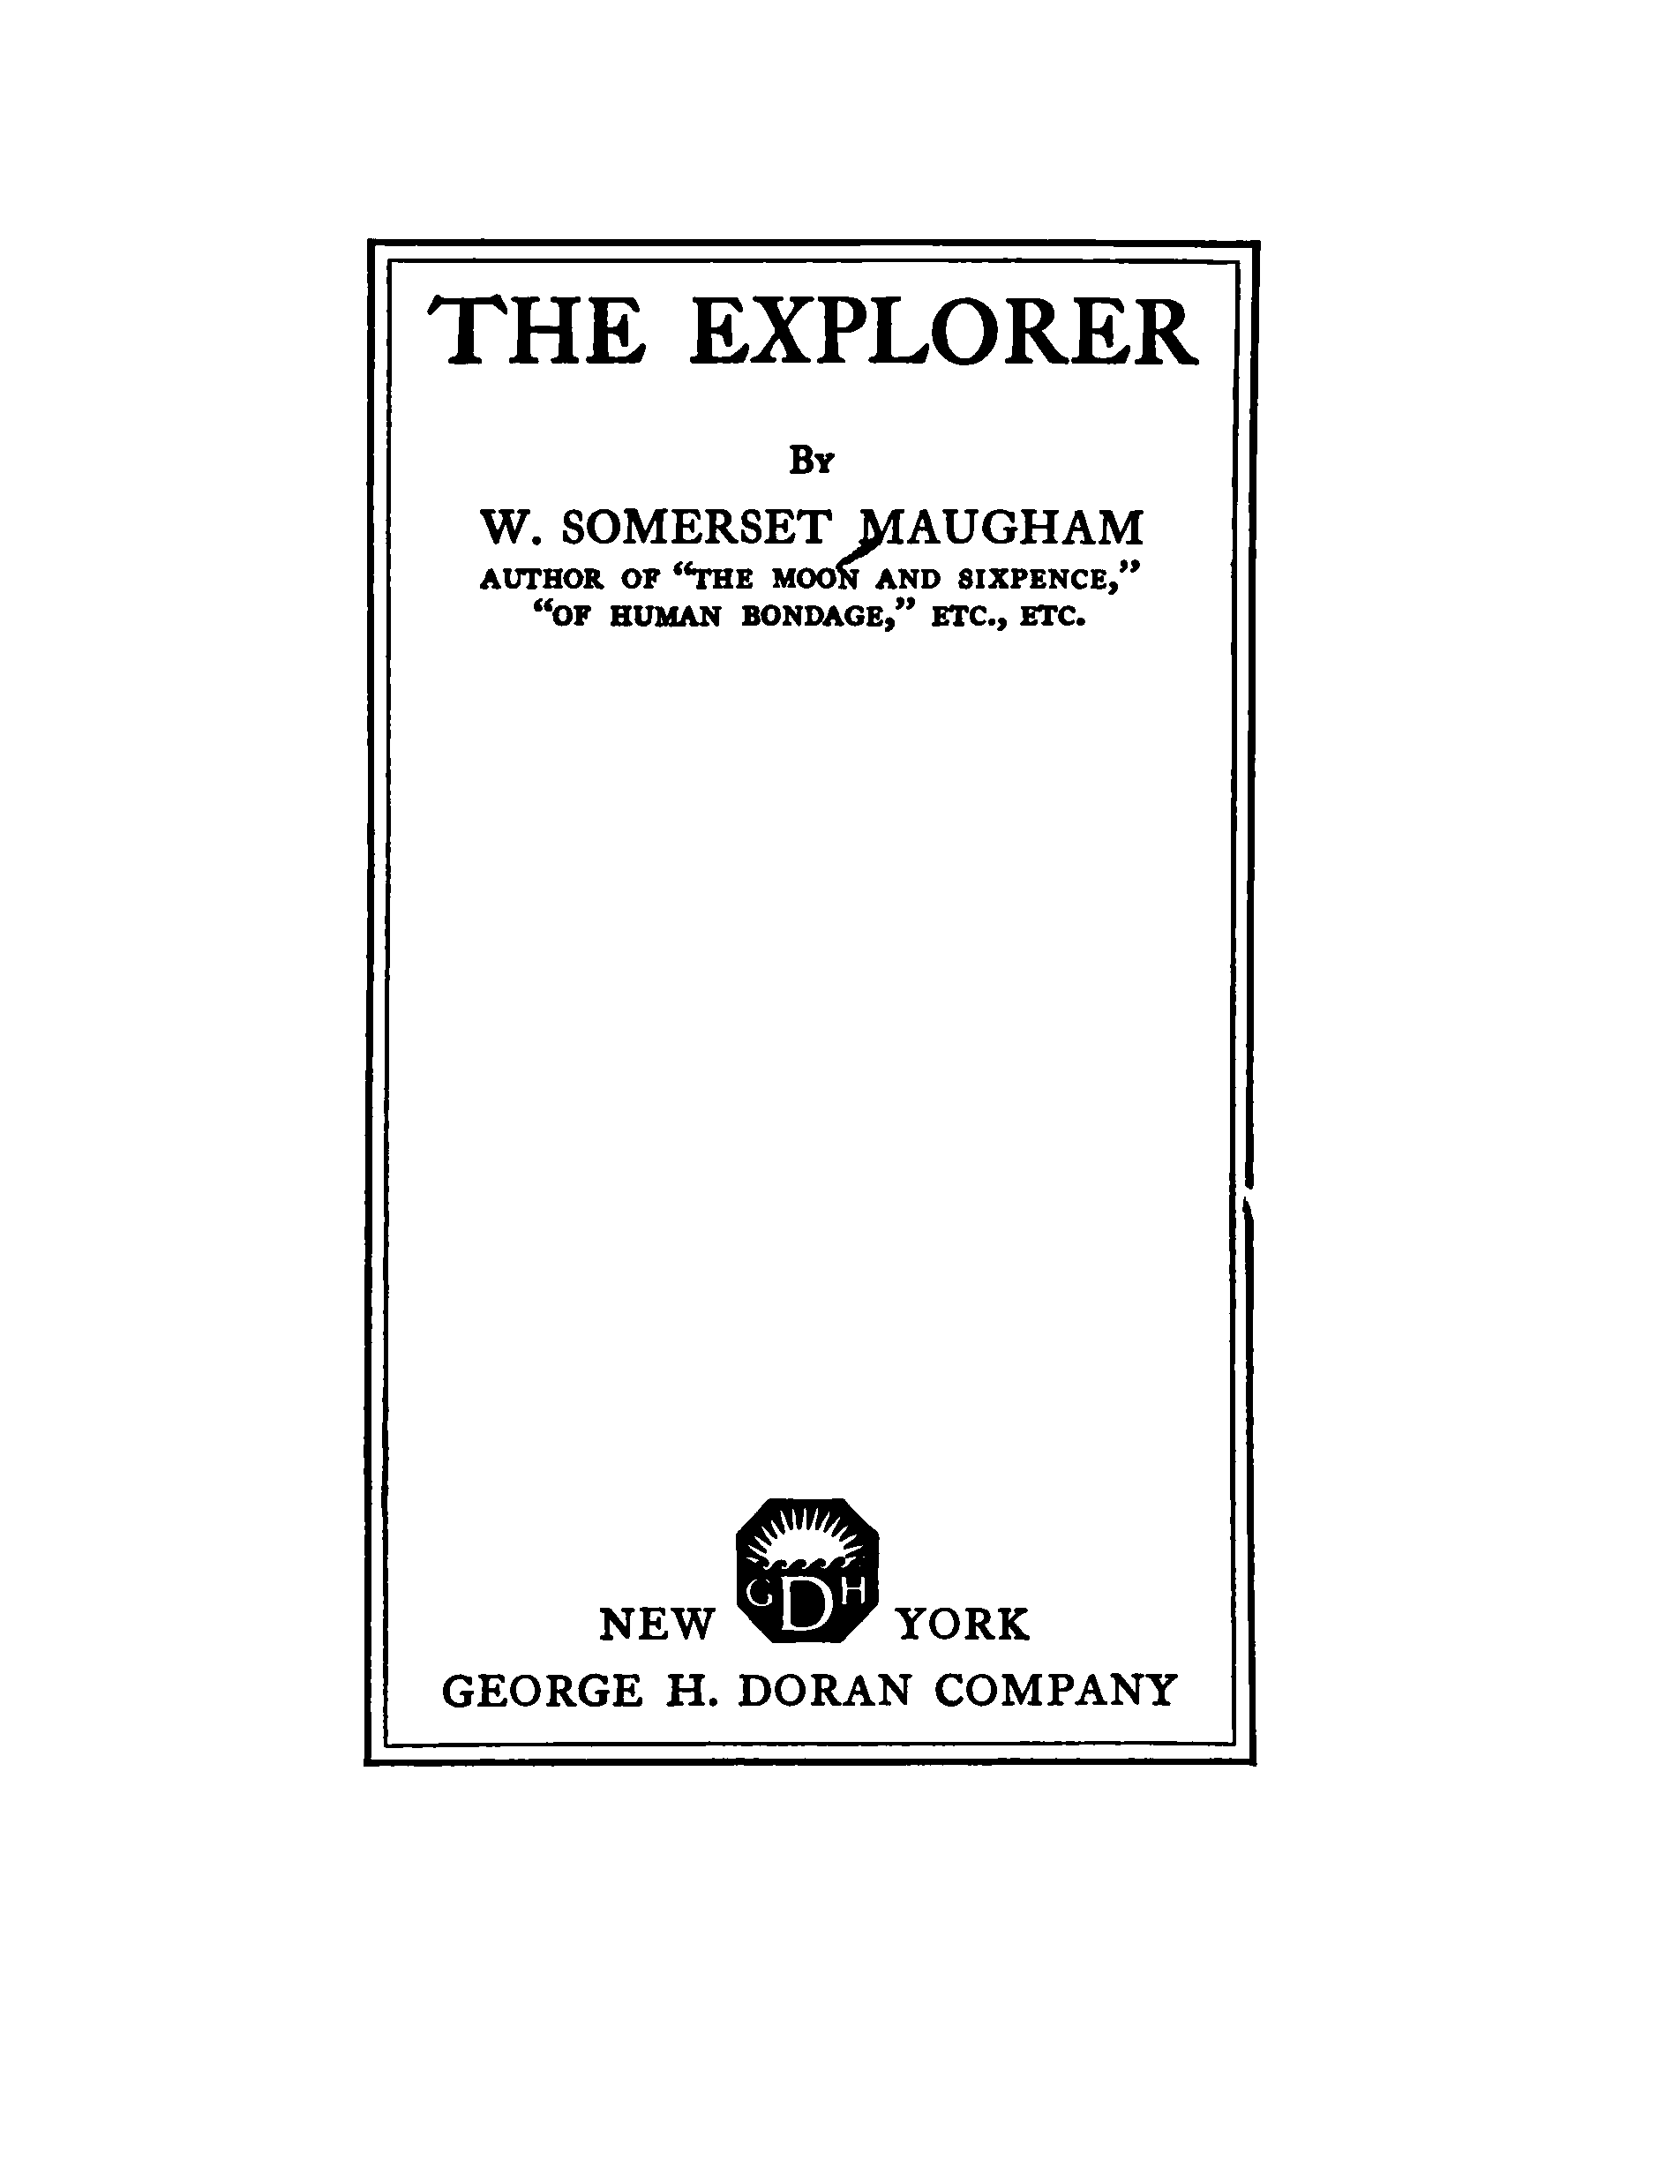 THE EXPLORER
BY
W. SOMERSET MAUGHAM
AUTHOR OF “THE MOON AND SIXPENCE,”
“OF HUMAN BONDAGE,” ETC., ETC.
G D H
NEW YORK
GEORGE H. DORAN COMPANY